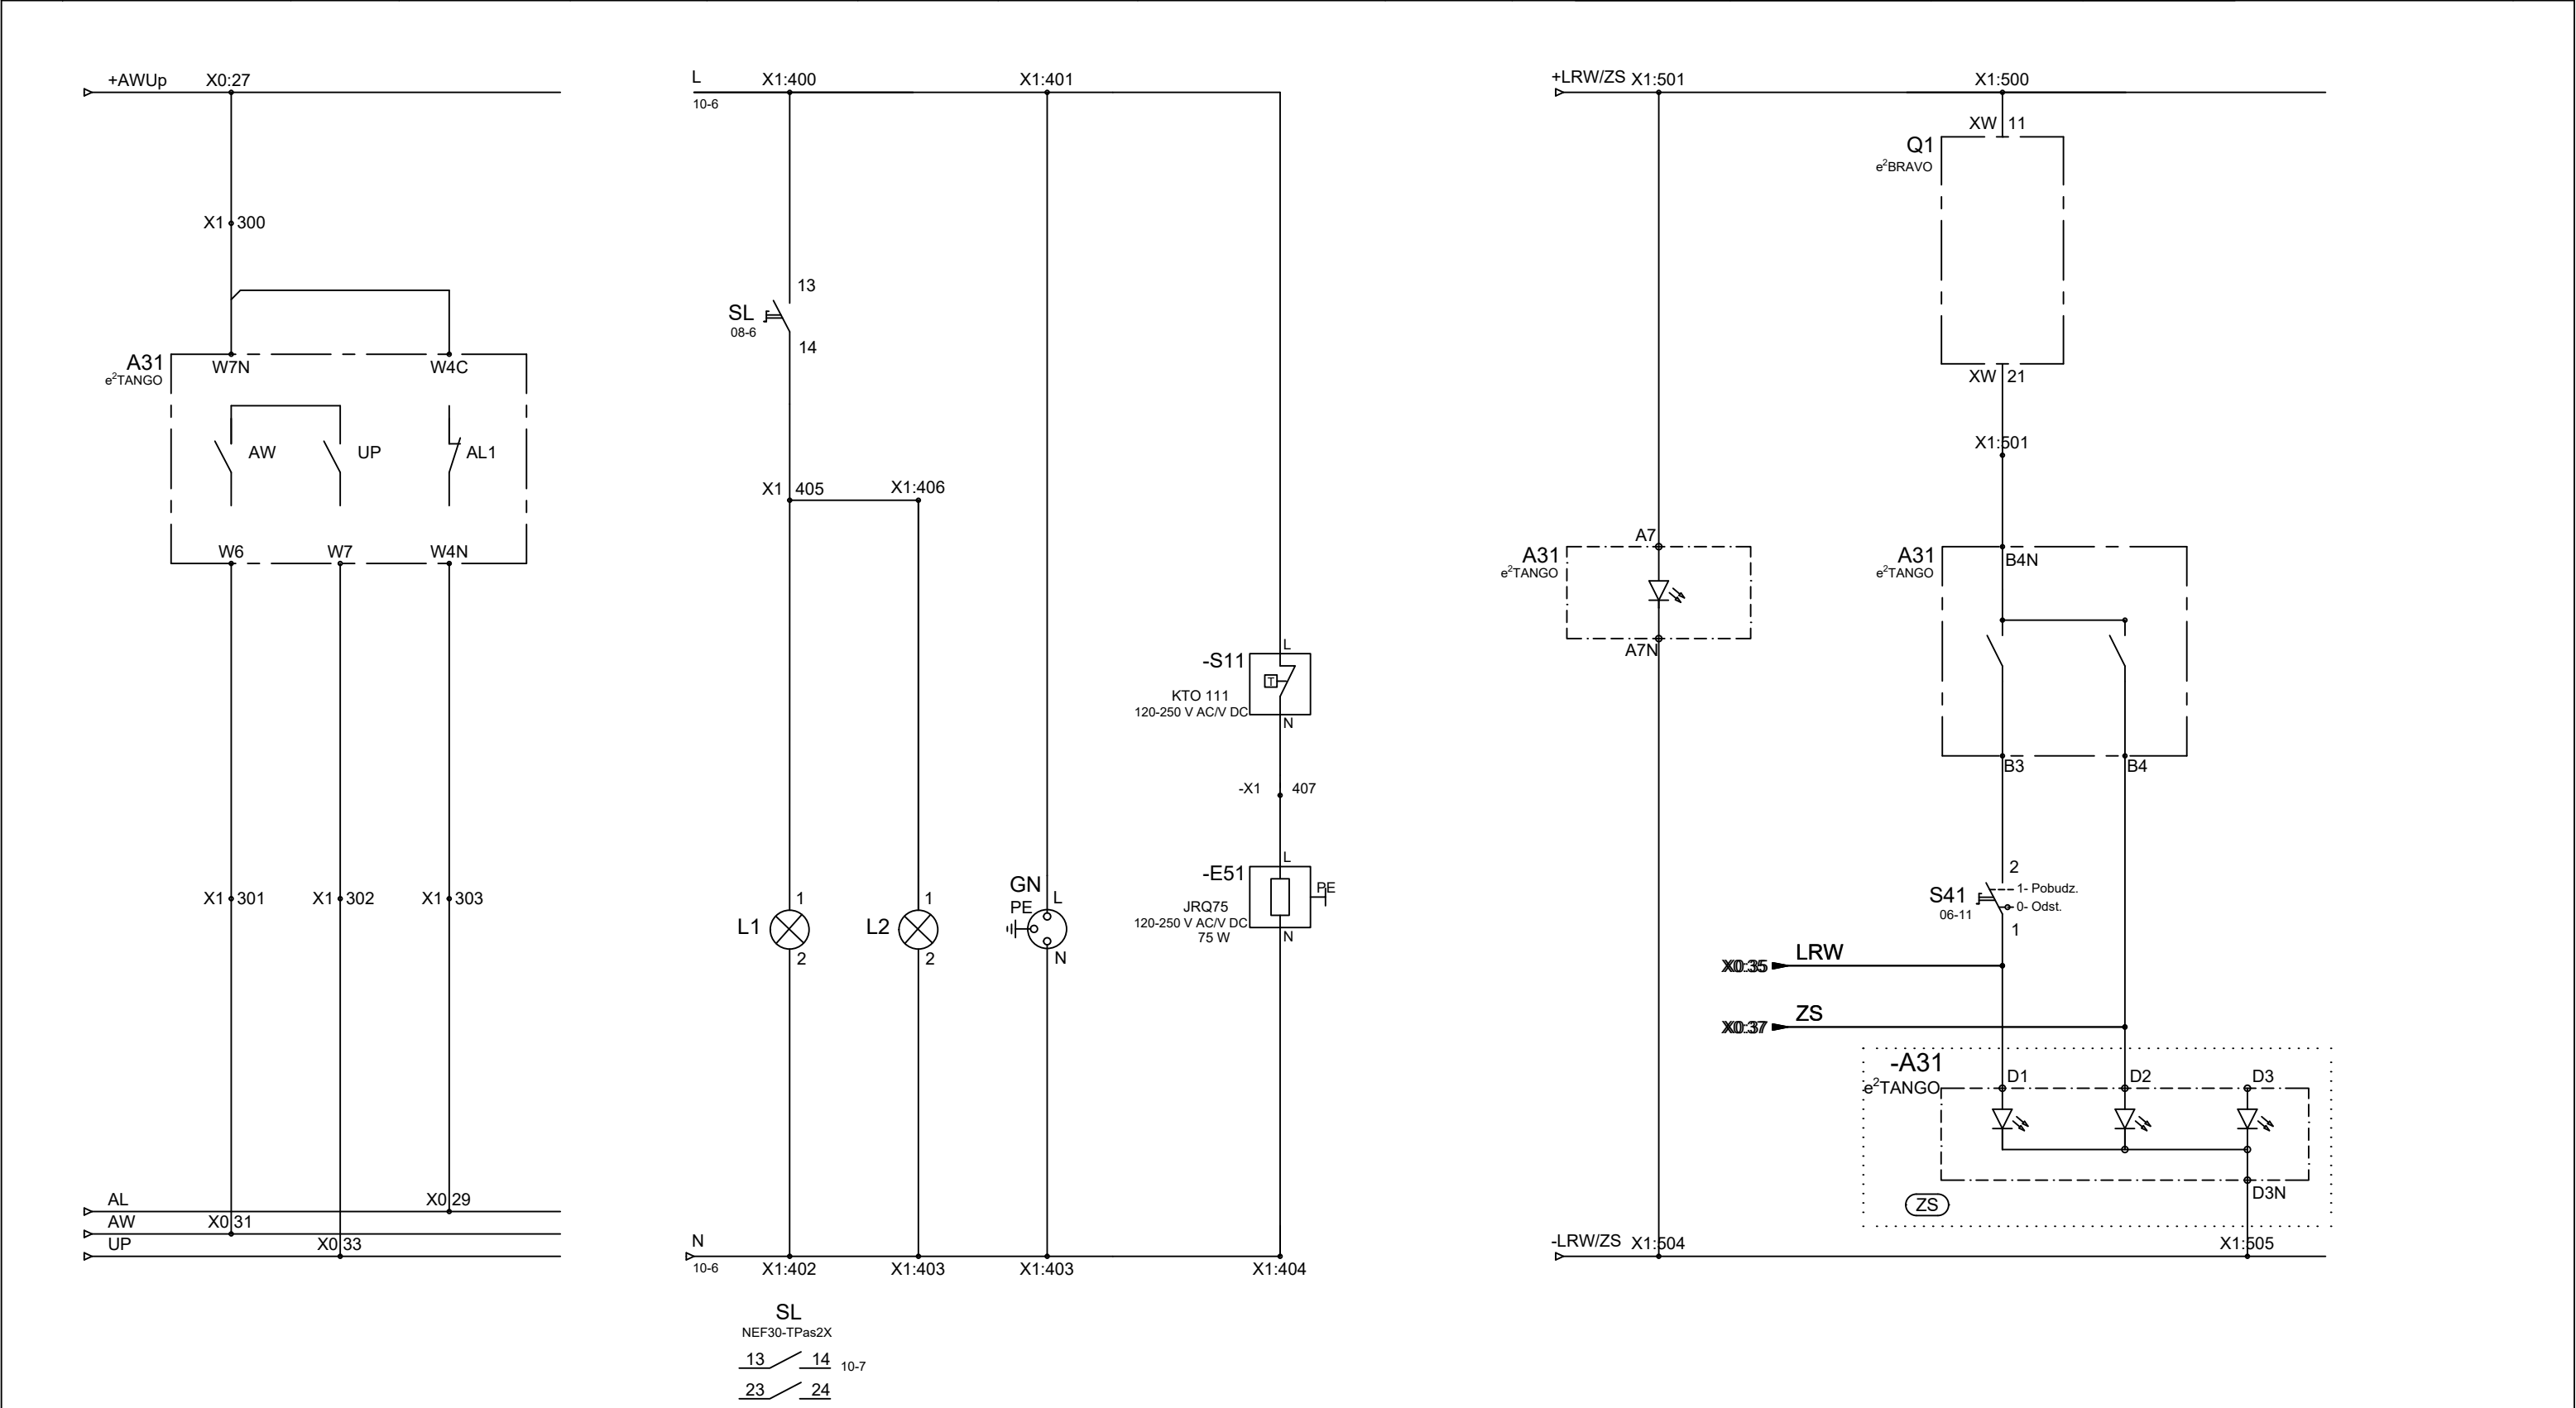 +AWUp X0:27
X1 300
A31
e²TANGO
W7N W4C
AW UP AL1
W6 W7 W4N
X1 301 X1 302 X1 303
AL X0:29
AW X0:31
UP X0:33
L X1:400 X1:401
10-6
13
SL
08-6
14
X1 405 X1:406
-S11
L
T
KTO 111
120-250 V AC/V DC
N
-X1 407
-E51
L
PE
JRQ75
120-250 V AC/V DC
75 W
N
L1 1
2
L2 1
2
GN L
PE
N
N
10-6 X1:402 X1:403 X1:403 X1:404
SL
NEF30-TPas2X
13 14 10-7
23 24
+LRW/ZS X1:501 X1:500
XW 11
Q1
e²BRAVO
XW 21
X1:501
A7
A31
e²TANGO
A7N
A31
e²TANGO
B4N
B3 B4
2
S41 1- Pobudz.
06-11 0- Odst.
1
X0:35 LRW
X0:37 ZS
-A31
e²TANGO
D1 D2 D3
D3N
ZS
-LRW/ZS X1:504 X1:505